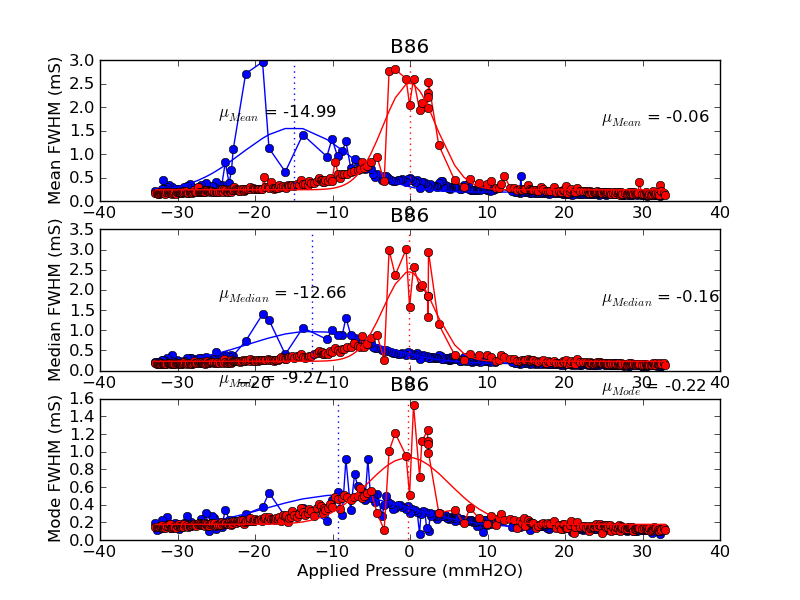 B86
Mean FWHM (mS)
3.0
2.5
2.0
1.5
1.0
0.5
0.0
μMean = -14.99
μMean = -0.06
−40 −30 −20 −10 0 10 20 30 40
B86
Median FWHM (mS)
3.5
3.0
2.5
2.0
1.5
1.0
0.5
0.0
μMedian = -12.66
μMedian = -0.16
−40 −30 −20 −10 0 10 20 30 40
μMode = -9.27
B86
μMode = -0.22
Mode FWHM (mS)
1.6
1.4
1.2
1.0
0.8
0.6
0.4
0.2
0.0
−40 −30 −20 −10 0 10 20 30 40
Applied Pressure (mmH2O)